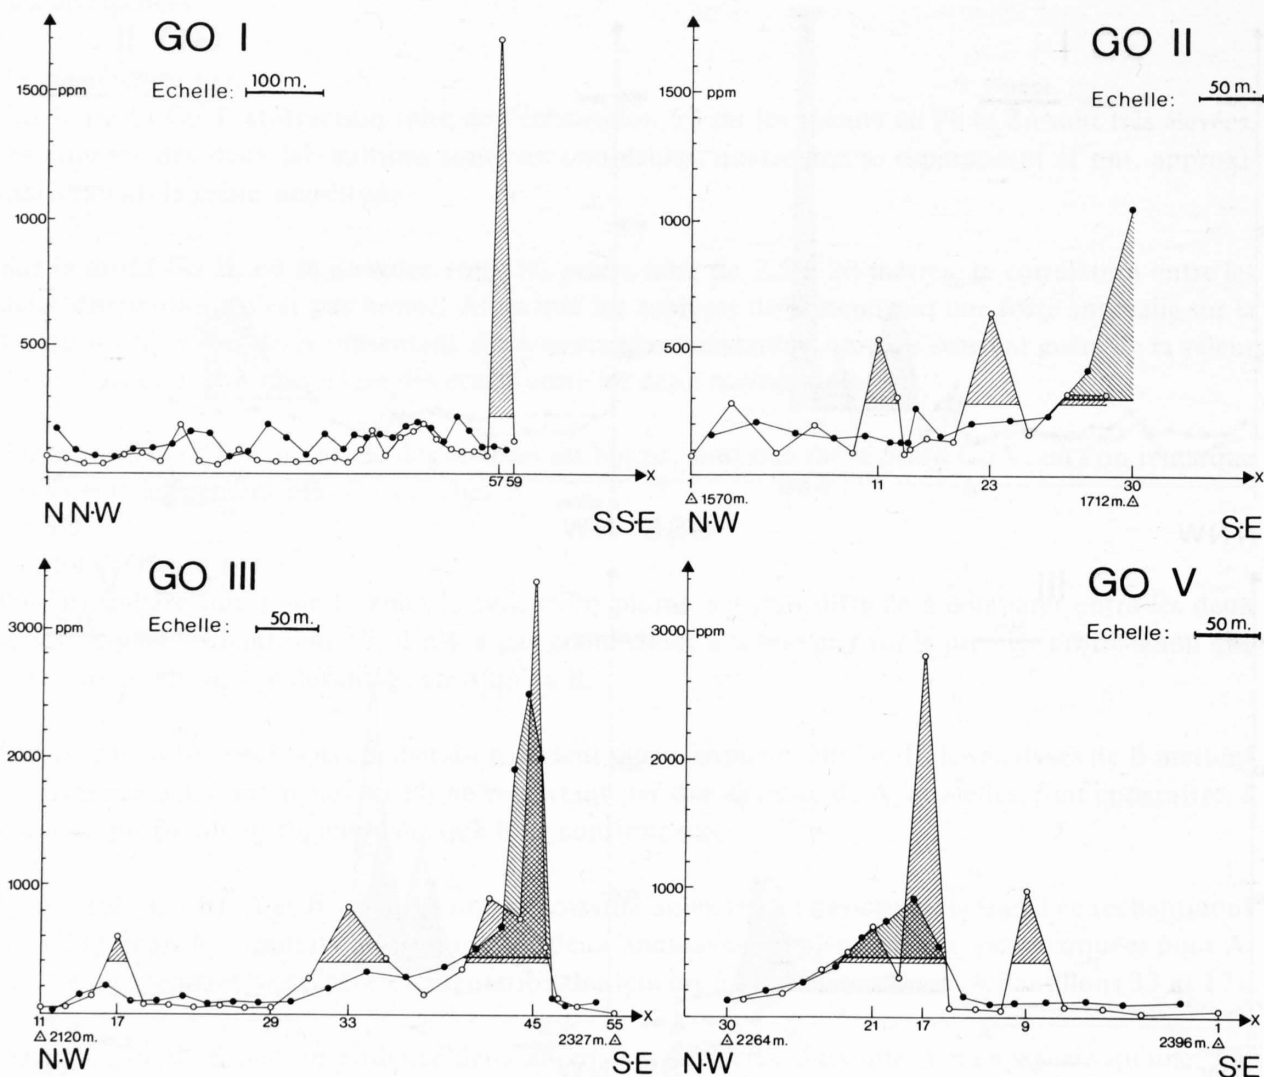 GO I
Echelle: 100 m.
ppm
1500
1000
500
1
57 59
X
N N·W
S S·E
GO II
Echelle: 50 m.
ppm
1500
1000
500
1
11
23
30
X
△ 1570 m.
1712 m. △
N·W
S·E
GO III
Echelle: 50 m.
3000
ppm
2000
1000
11
17
29
33
45
55
X
△ 2120 m.
2327 m. △
N·W
S·E
GO V
Echelle: 50 m.
3000
ppm
2000
1000
30
21
17
9
1
X
△ 2264 m.
2396 m. △
N·W
S·E